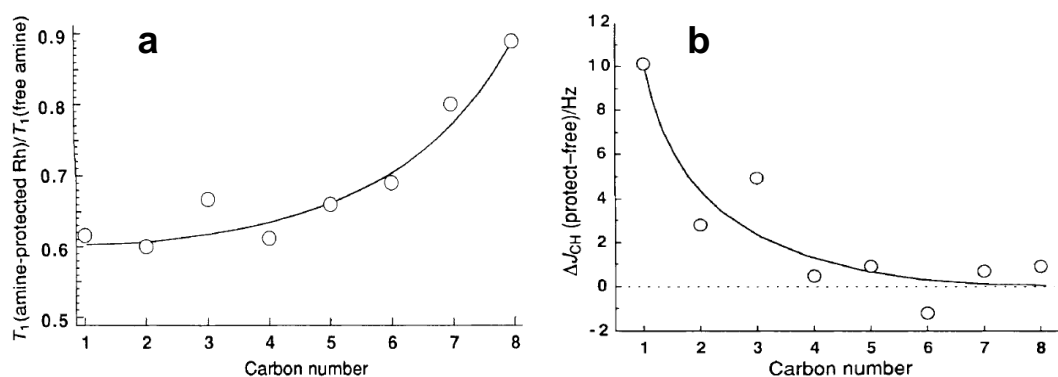 a
T₁(amine-protected Rh)/T₁(free amine)
0.9
0.8
0.7
0.6
0.5
1 2 3 4 5 6 7 8
Carbon number
b
ΔJCH (protect–free)/Hz
12
10
8
6
4
2
0
-2
1 2 3 4 5 6 7 8
Carbon number